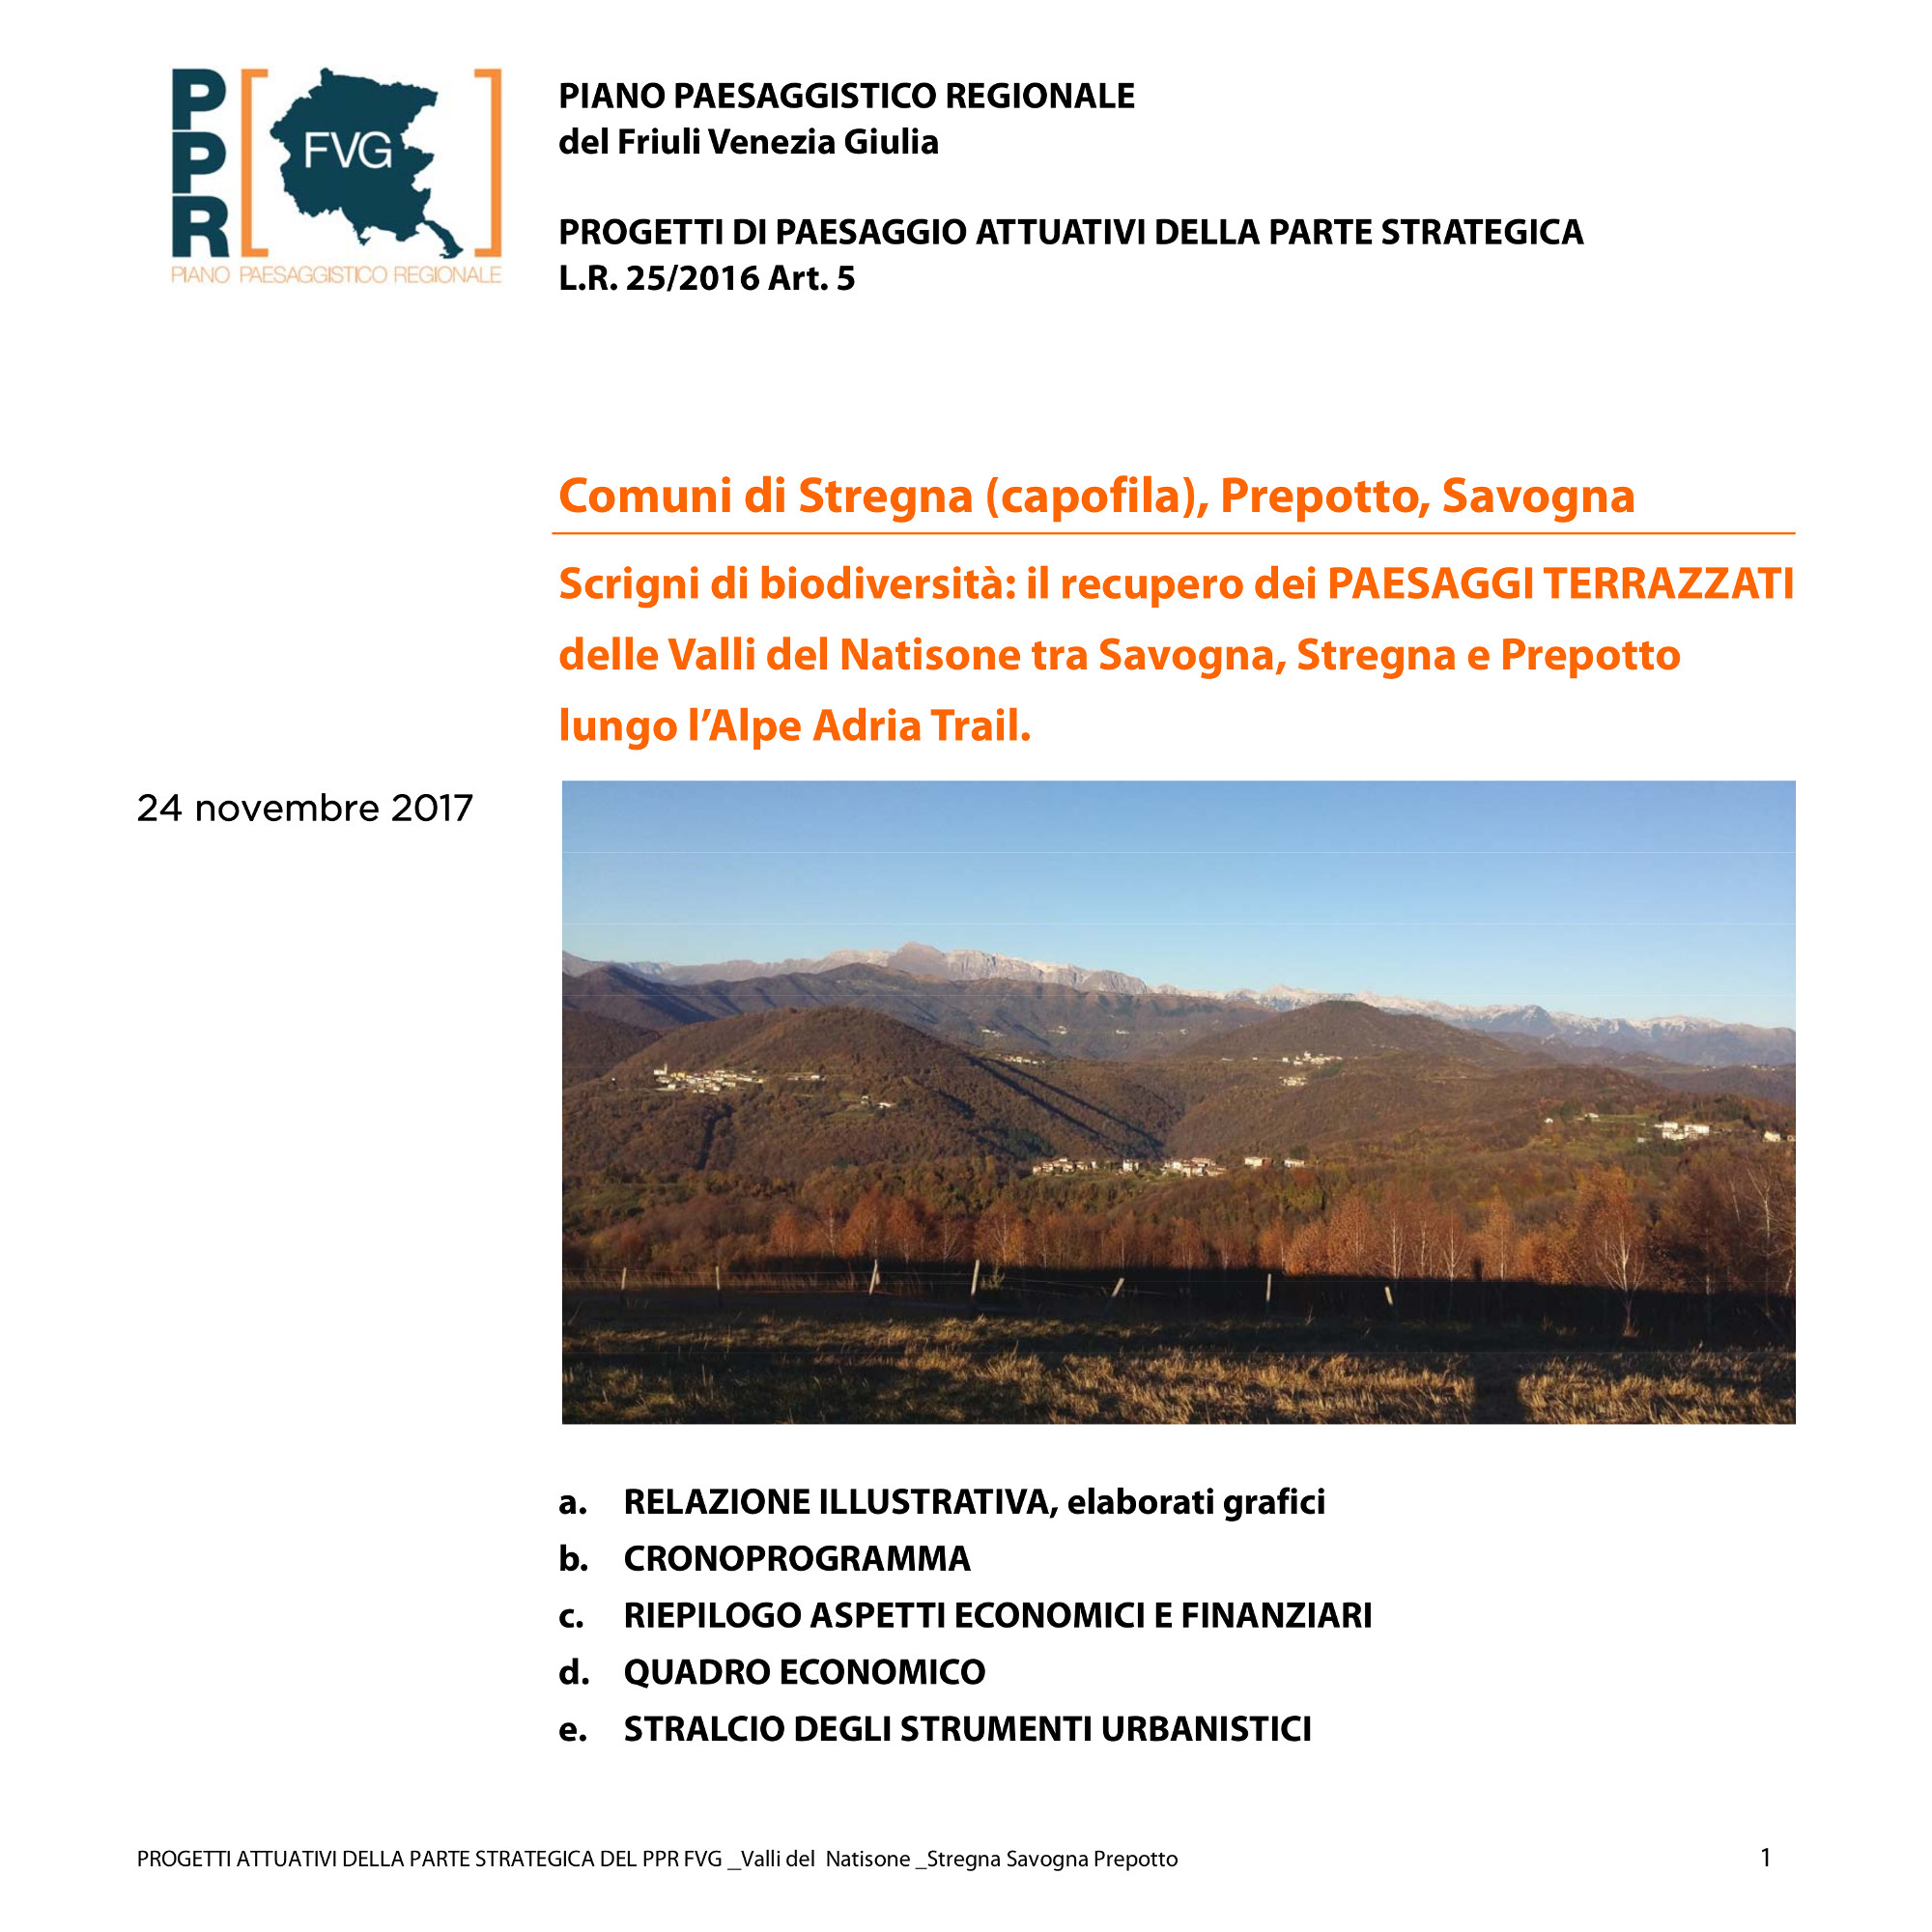 P
P
R
FVG
PIANO PAESAGGISTICO REGIONALE
PIANO PAESAGGISTICO REGIONALE
del Friuli Venezia Giulia
PROGETTI DI PAESAGGIO ATTUATIVI DELLA PARTE STRATEGICA
L.R. 25/2016 Art. 5
Comuni di Stregna (capofila), Prepotto, Savogna
Scrigni di biodiversità: il recupero dei PAESAGGI TERRAZZATI
delle Valli del Natisone tra Savogna, Stregna e Prepotto
lungo l’Alpe Adria Trail.
24 novembre 2017
a. RELAZIONE ILLUSTRATIVA, elaborati grafici
b. CRONOPROGRAMMA
c. RIEPILOGO ASPETTI ECONOMICI E FINANZIARI
d. QUADRO ECONOMICO
e. STRALCIO DEGLI STRUMENTI URBANISTICI
PROGETTI ATTUATIVI DELLA PARTE STRATEGICA DEL PPR FVG _Valli del Natisone _Stregna Savogna Prepotto 1